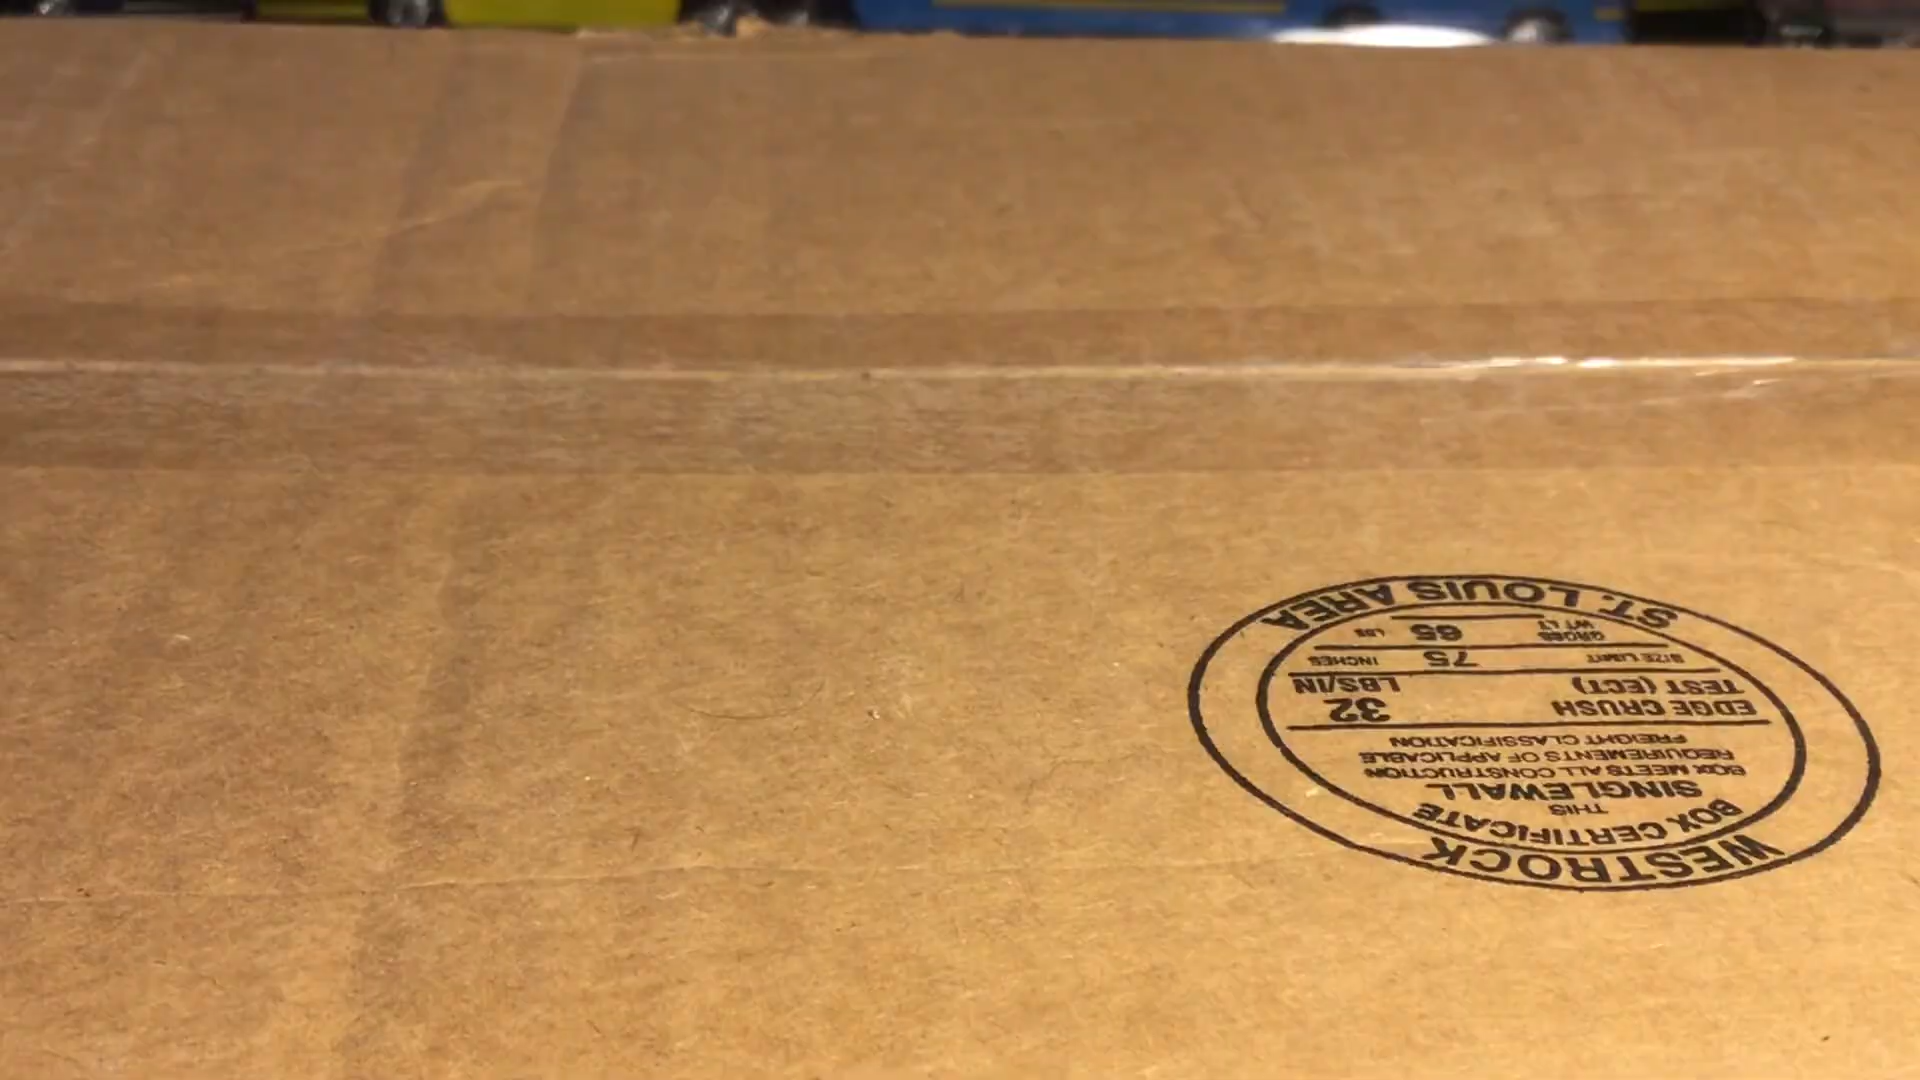 WESTROCK
BOX CERTIFICATE
THIS
SINGLEWALL
BOX MEETS ALL CONSTRUCTION
REQUIREMENTS OF APPLICABLE
FREIGHT CLASSIFICATION
EDGE CRUSH 32
TEST (ECT) LBS/IN
SIZE LIMIT 75 INCHES
GROSS WT LT 65 LBS
ST. LOUIS AREA